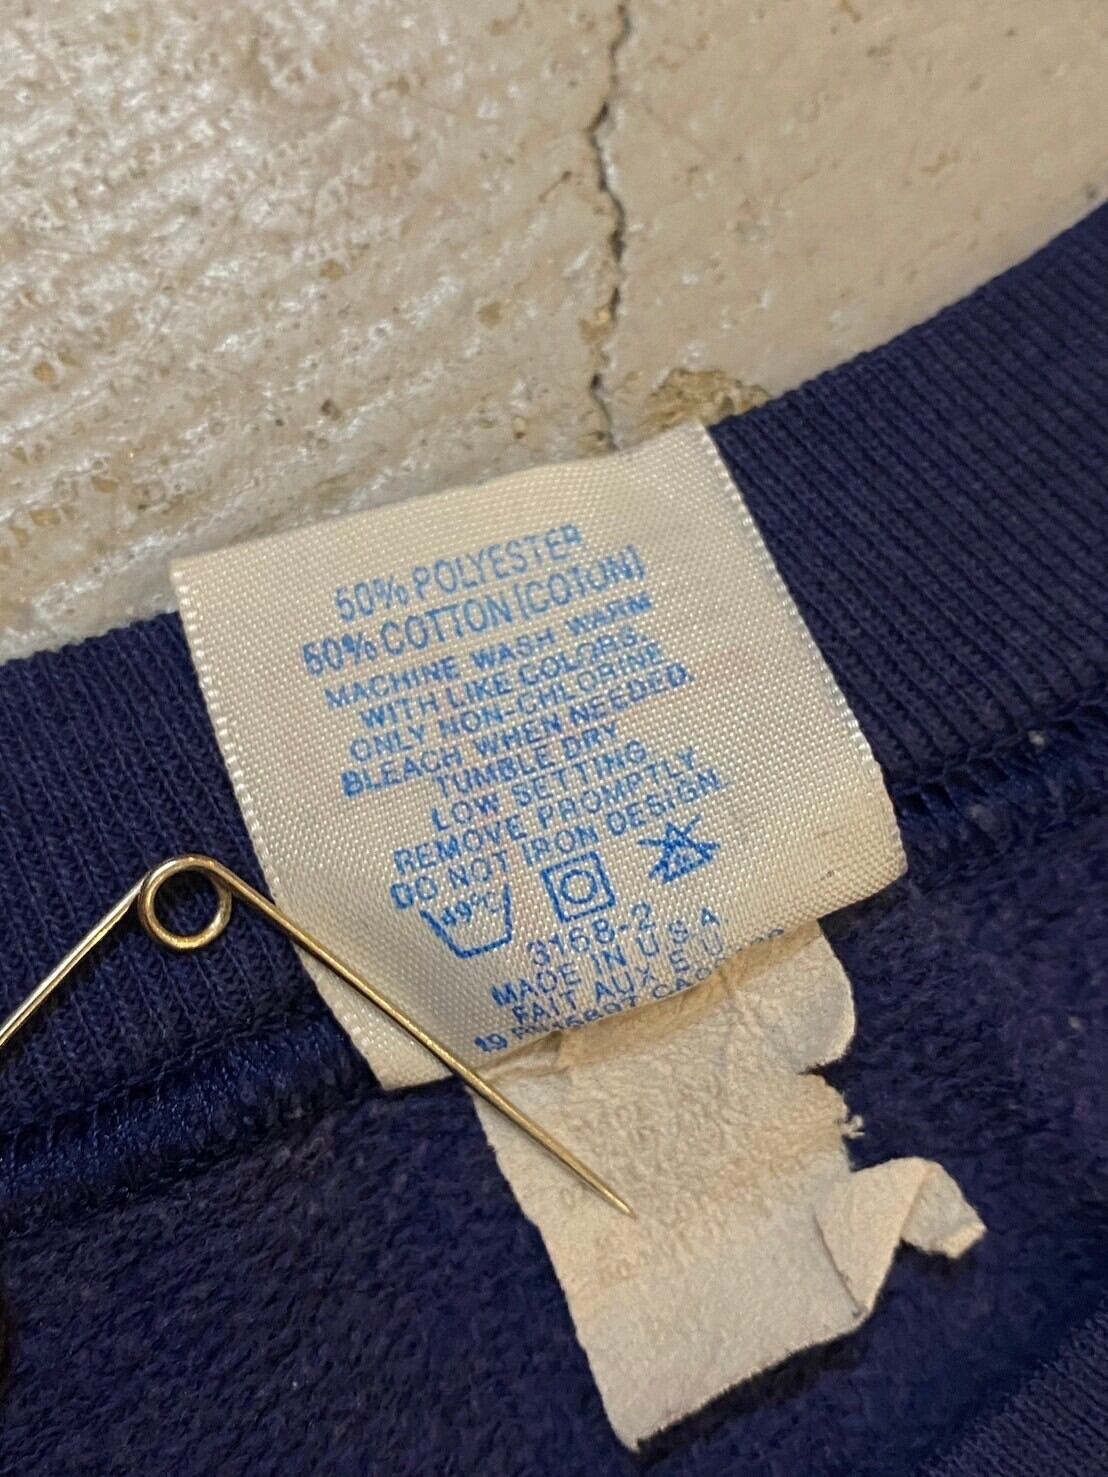 50% POLYESTER
50% COTTON [COTON]
MACHINE WASH WARM
WITH LIKE COLORS.
ONLY NON-CHLORINE
BLEACH WHEN NEEDED.
TUMBLE DRY
LOW SETTING.
REMOVE PROMPTLY
DO NOT IRON DESIGN.
49°C
3168-2
MADE IN U.S.A.
FAIT AUX E.U.